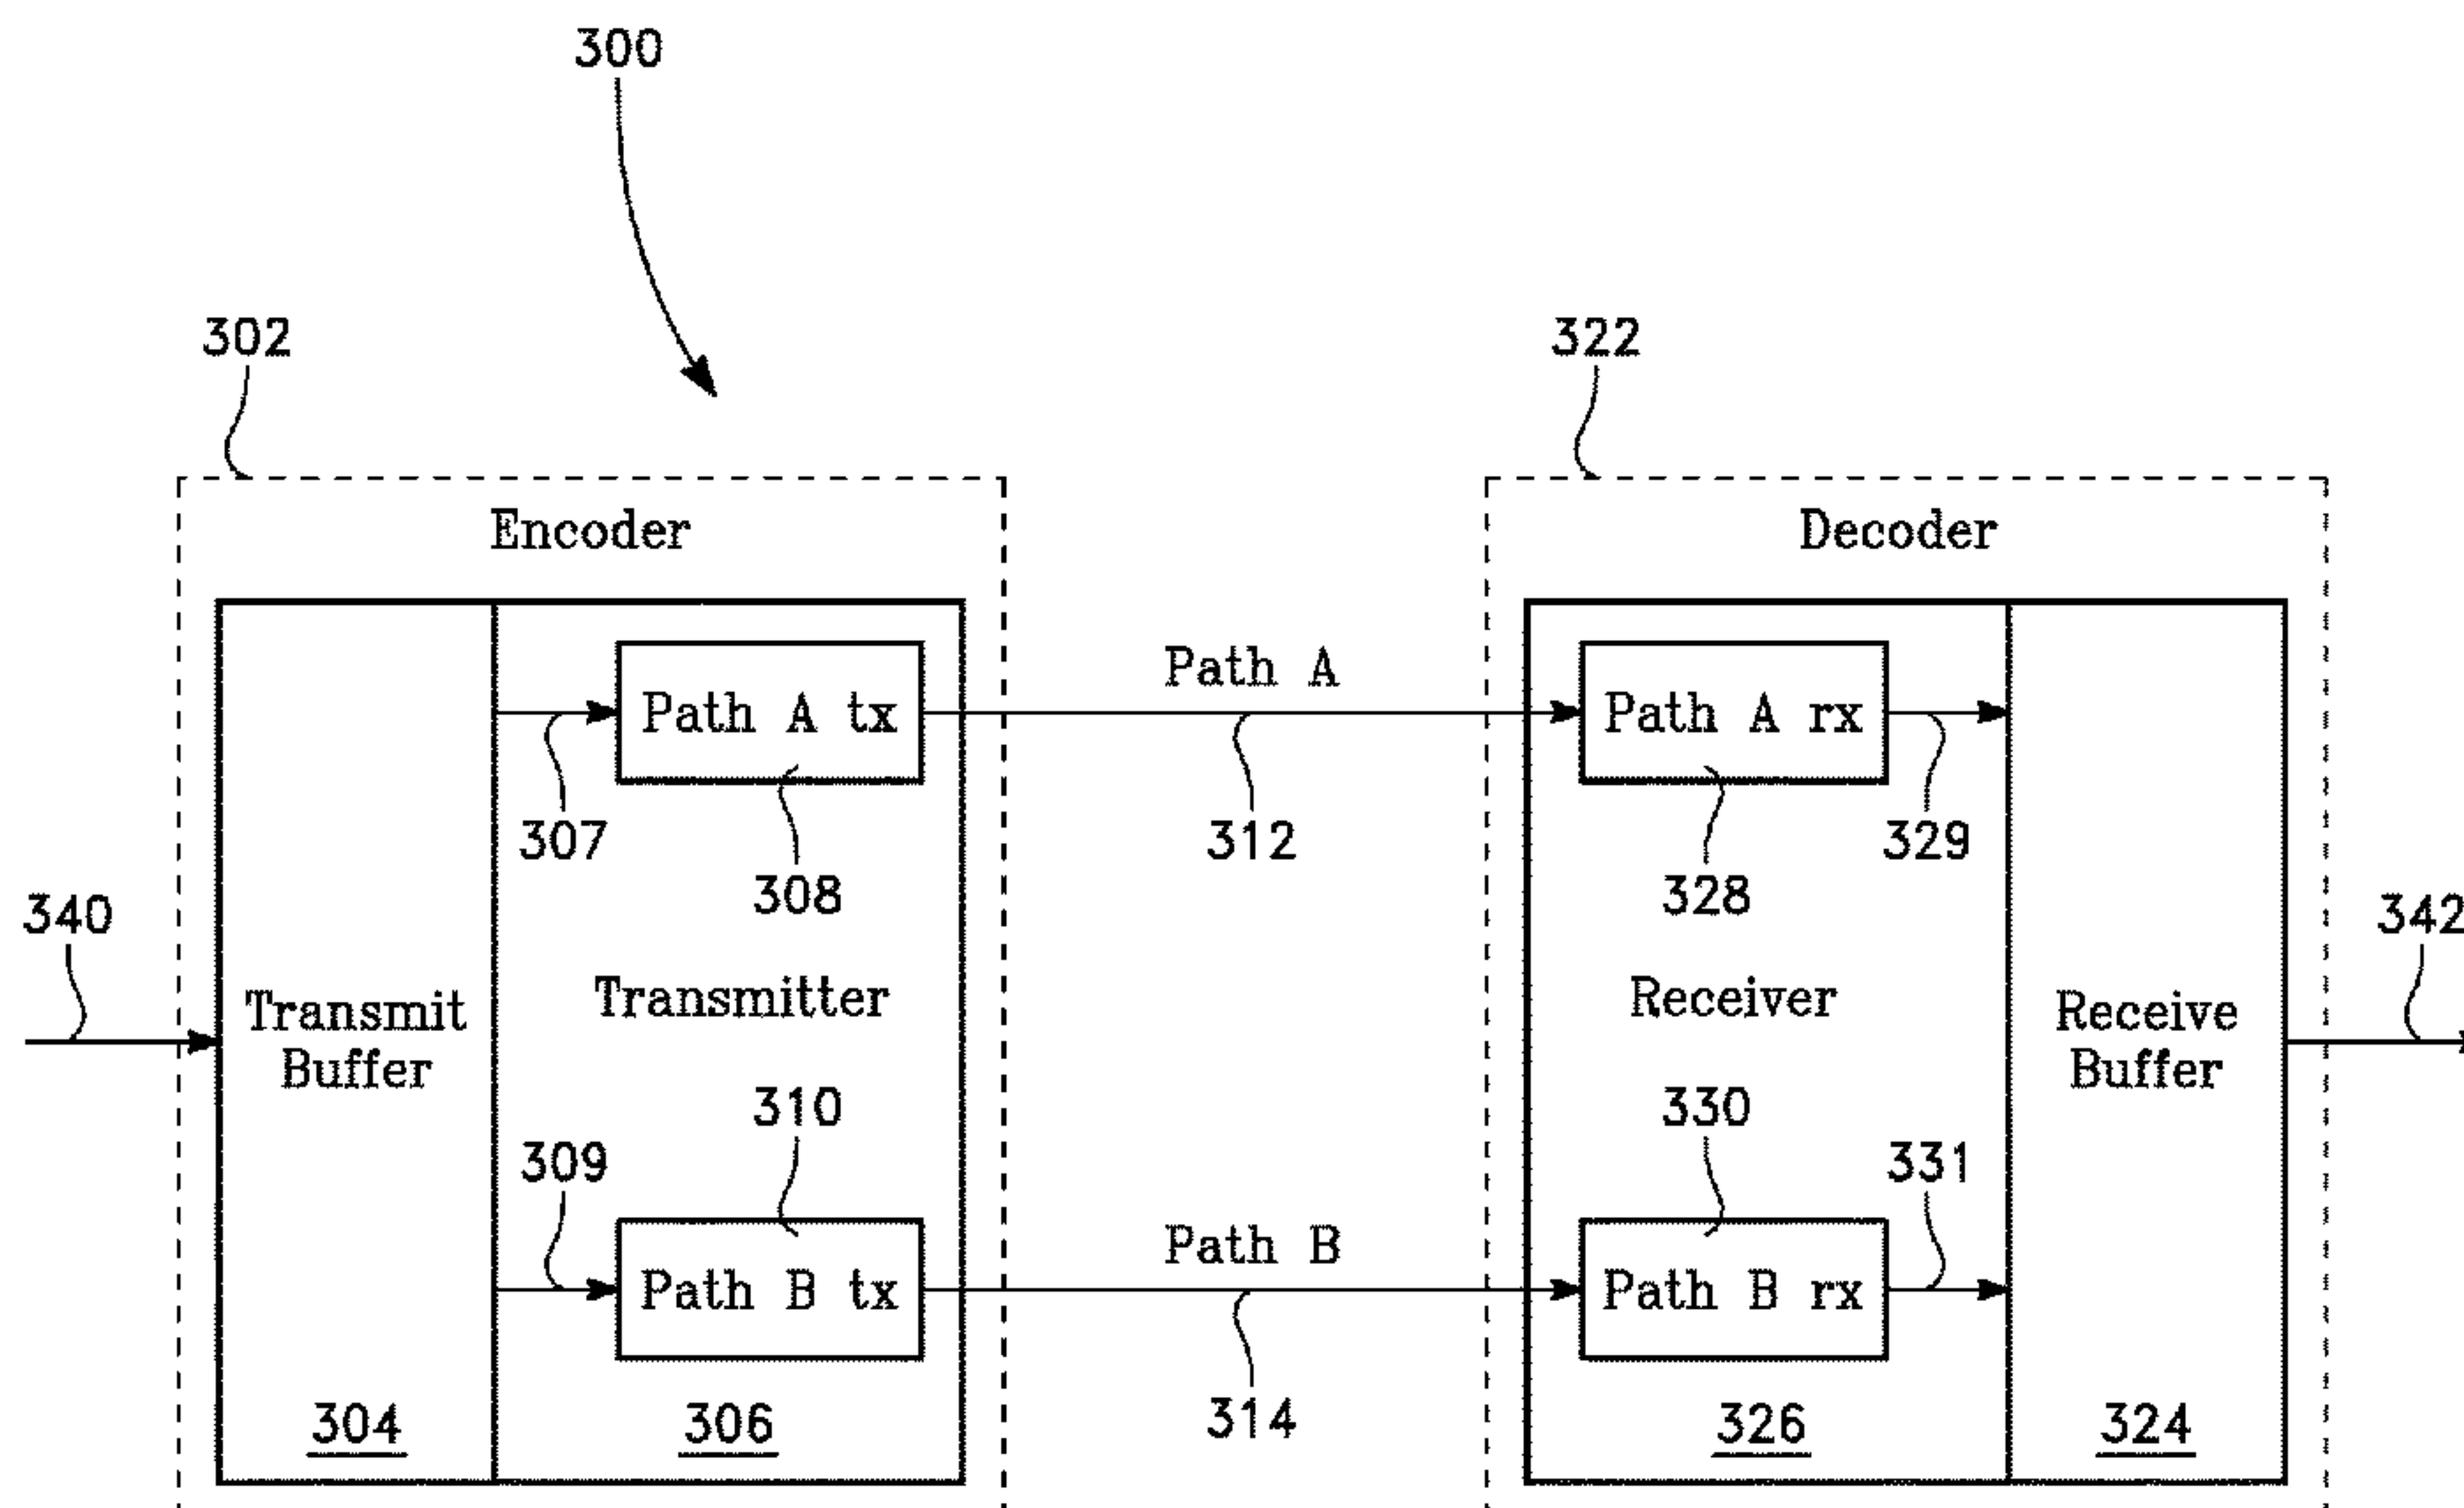 300
302
322
Encoder
Decoder
Path A
Path A tx
Path A rx
307
312
329
308
328
340
342
Transmitter
Receiver
Transmit
Buffer
Receive
Buffer
310
330
309
331
Path B
Path B tx
Path B rx
314
304
306
326
324